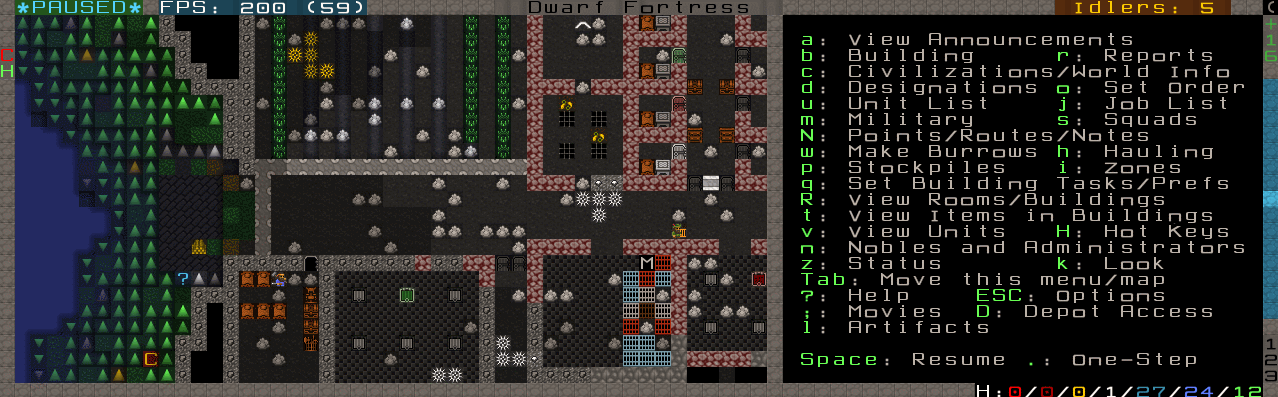 *PAUSED* FPS: 200 (59) Dwarf Fortress Idlers: 5
a: View Announcements
b: Building r: Reports
c: Civilizations/World Info
d: Designations o: Set Order
u: Unit List j: Job List
m: Military s: Squads
N: Points/Routes/Notes
w: Make Burrows h: Hauling
p: Stockpiles i: Zones
q: Set Building Tasks/Prefs
R: View Rooms/Buildings
t: View Items in Buildings
v: View Units H: Hot Keys
n: Nobles and Administrators
z: Status k: Look
Tab: Move this menu/map
?: Help ESC: Options
;: Movies D: Depot Access
l: Artifacts
Space: Resume .: One-Step
H:0/0/0/1/27/24/12